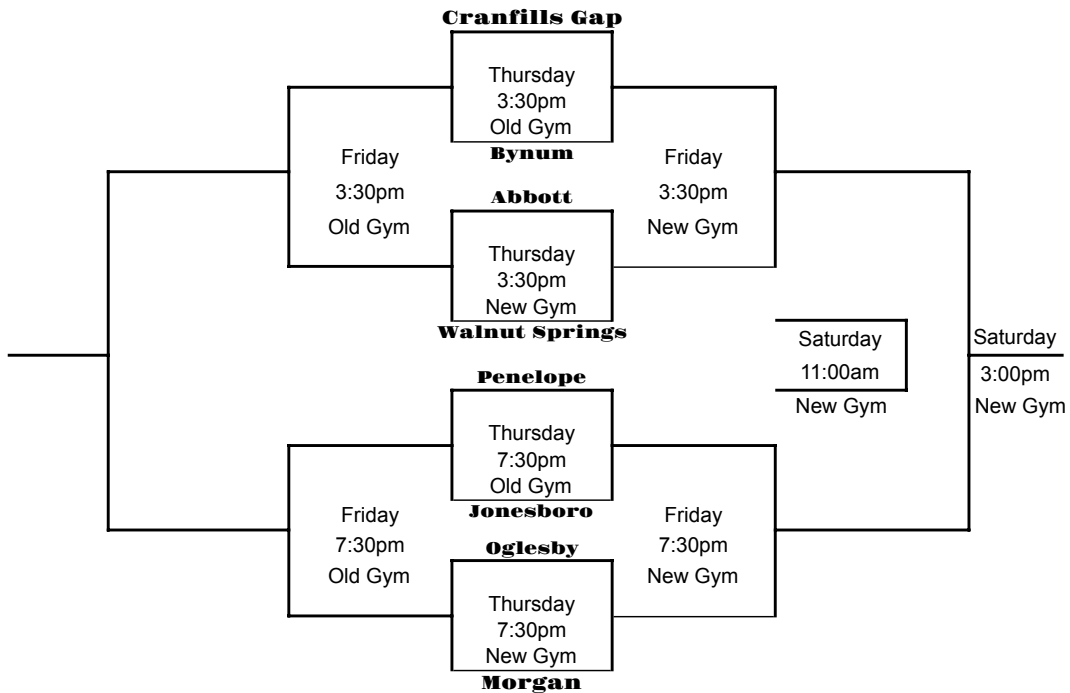 Cranfills Gap
Thursday
3:30pm
Old Gym
Bynum
Friday
3:30pm
Old Gym
Friday
3:30pm
New Gym
Abbott
Thursday
3:30pm
New Gym
Walnut Springs
Saturday
11:00am
New Gym
Saturday
3:00pm
New Gym
Penelope
Thursday
7:30pm
Old Gym
Jonesboro
Friday
7:30pm
Old Gym
Friday
7:30pm
New Gym
Oglesby
Thursday
7:30pm
New Gym
Morgan